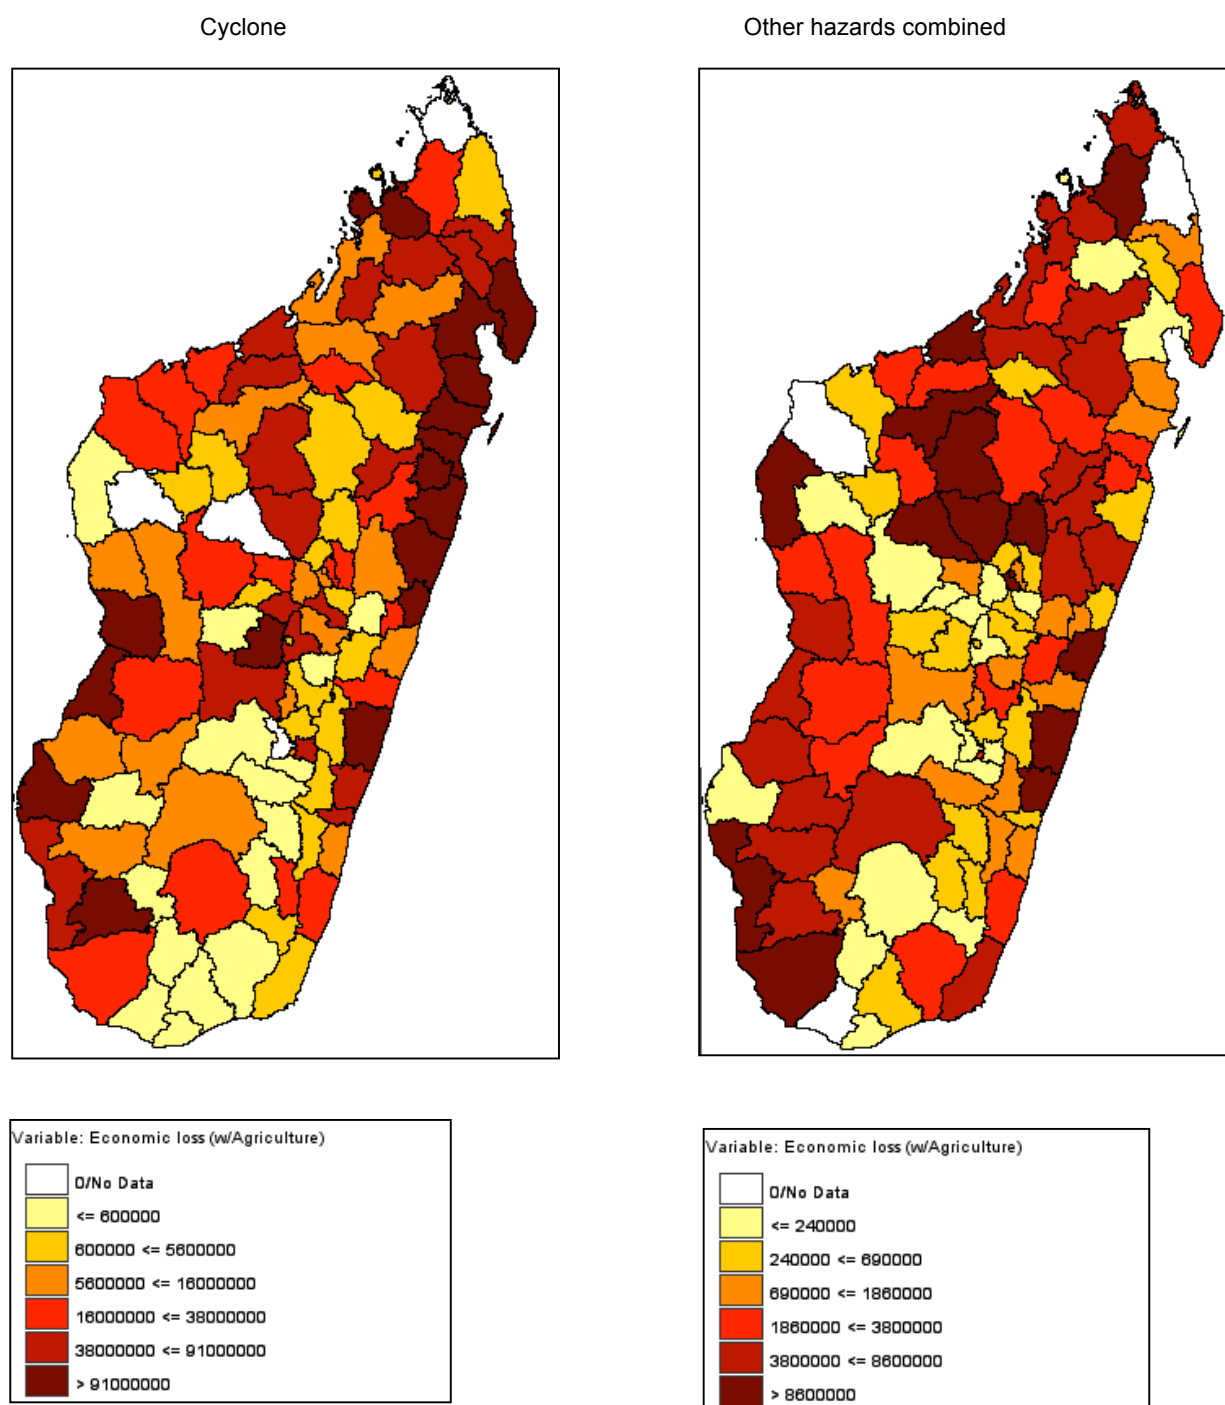 Cyclone
Other hazards combined
Variable: Economic loss (w/Agriculture)
0/No Data
<= 600000
600000 <= 5600000
5600000 <= 16000000
16000000 <= 38000000
38000000 <= 91000000
> 91000000
Variable: Economic loss (w/Agriculture)
0/No Data
<= 240000
240000 <= 690000
690000 <= 1860000
1860000 <= 3800000
3800000 <= 8600000
> 8600000